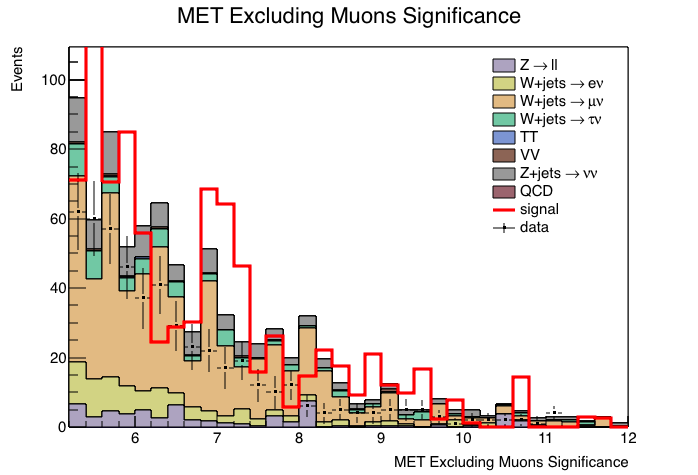 MET Excluding Muons Significance
Events
100
80
60
40
20
0
6
7
8
9
10
11
12
MET Excluding Muons Significance
Z → ll
W+jets → eν
W+jets → μν
W+jets → τν
TT
VV
Z+jets → νν
QCD
signal
data